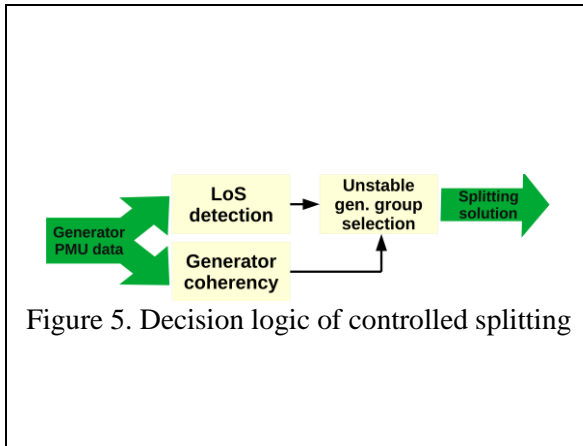 Generator
PMU data
LoS
detection
Generator
coherency
Unstable
gen. group
selection
Splitting
solution
Figure 5. Decision logic of controlled splitting